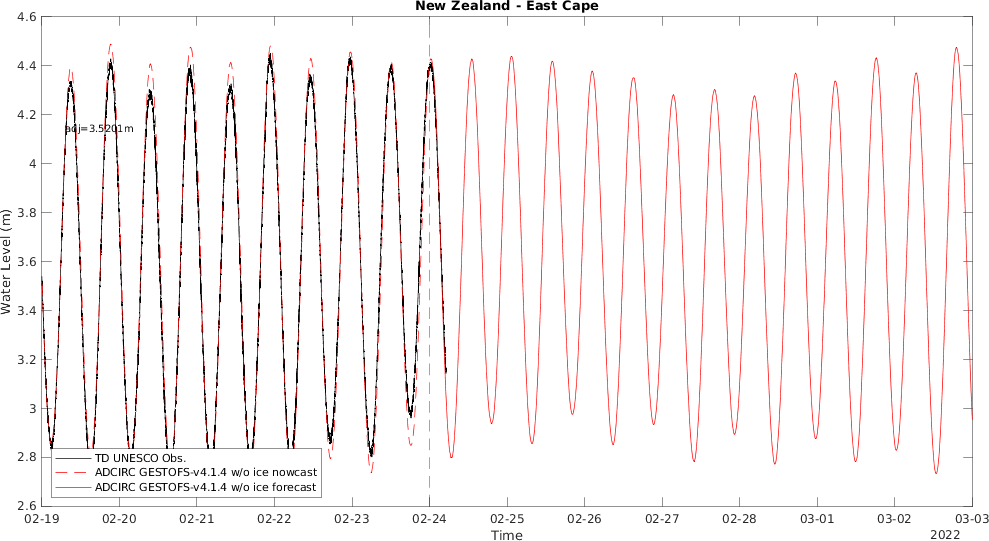 New Zealand - East Cape
4.6
4.4
4.2
4
3.8
3.6
3.4
3.2
3
2.8
2.6
Water Level (m)
adj=3.5201m
TD UNESCO Obs.
ADCIRC GESTOFS-v4.1.4 w/o ice nowcast
ADCIRC GESTOFS-v4.1.4 w/o ice forecast
02-19 02-20 02-21 02-22 02-23 02-24 02-25 02-26 02-27 02-28 03-01 03-02 03-03
Time
2022